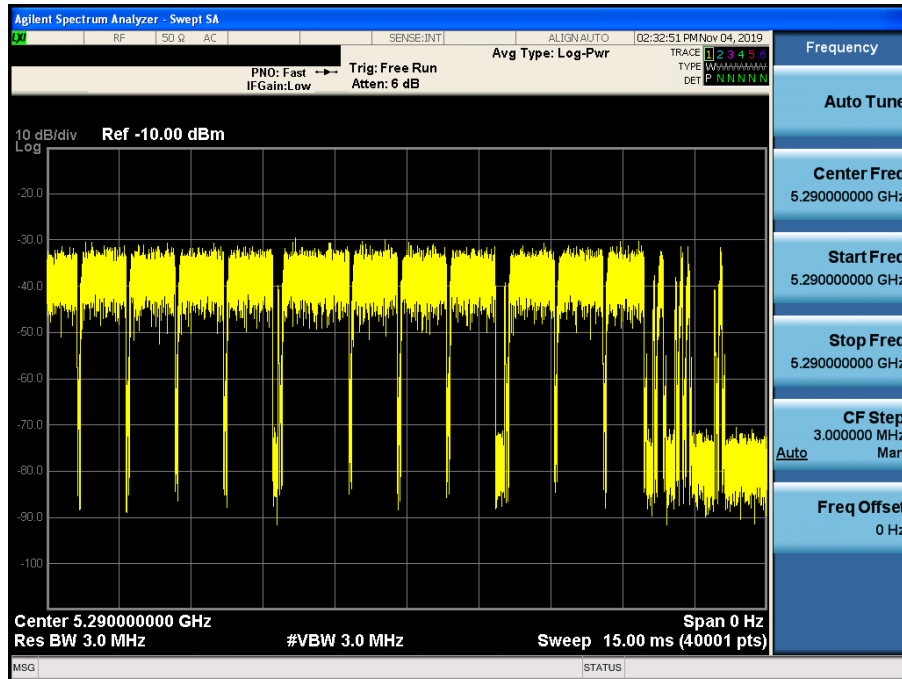 Agilent Spectrum Analyzer - Swept SA
LXI RF 50 Ω AC SENSE:INT ALIGN AUTO 02:32:51 PM Nov 04, 2019
Frequency
Avg Type: Log-Pwr
TRACE 1 2 3 4 5 6
PNO: Fast Trig: Free Run
TYPE WWWWWW
IFGain:Low Atten: 6 dB
DET P N N N N N
Auto Tune
10 dB/div Ref -10.00 dBm
Log
Center Freq
5.290000000 GHz
-20.0
-30.0
Start Freq
5.290000000 GHz
-40.0
-50.0
Stop Freq
5.290000000 GHz
-60.0
-70.0
CF Step
3.000000 MHz
Auto Man
-80.0
-90.0
Freq Offset
0 Hz
-100
Center 5.290000000 GHz Span 0 Hz
Res BW 3.0 MHz #VBW 3.0 MHz Sweep 15.00 ms (40001 pts)
MSG STATUS